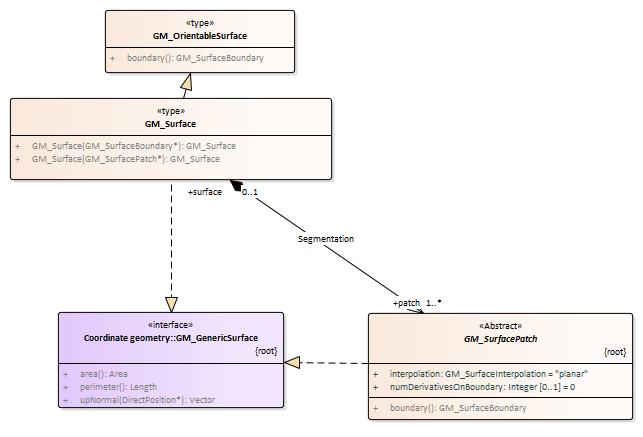 «type»
GM_OrientableSurface
+ boundary(): GM_SurfaceBoundary
«type»
GM_Surface
+ GM_Surface(GM_SurfaceBoundary*): GM_Surface
+ GM_Surface(GM_SurfacePatch*): GM_Surface
+surface 0..1
Segmentation
+patch 1..*
«interface»
Coordinate geometry::GM_GenericSurface
{root}
+ area(): Area
+ perimeter(): Length
+ upNormal(DirectPosition*): Vector
«Abstract»
GM_SurfacePatch
{root}
+ interpolation: GM_SurfaceInterpolation = "planar"
+ numDerivativesOnBoundary: Integer [0..1] = 0
+ boundary(): GM_SurfaceBoundary